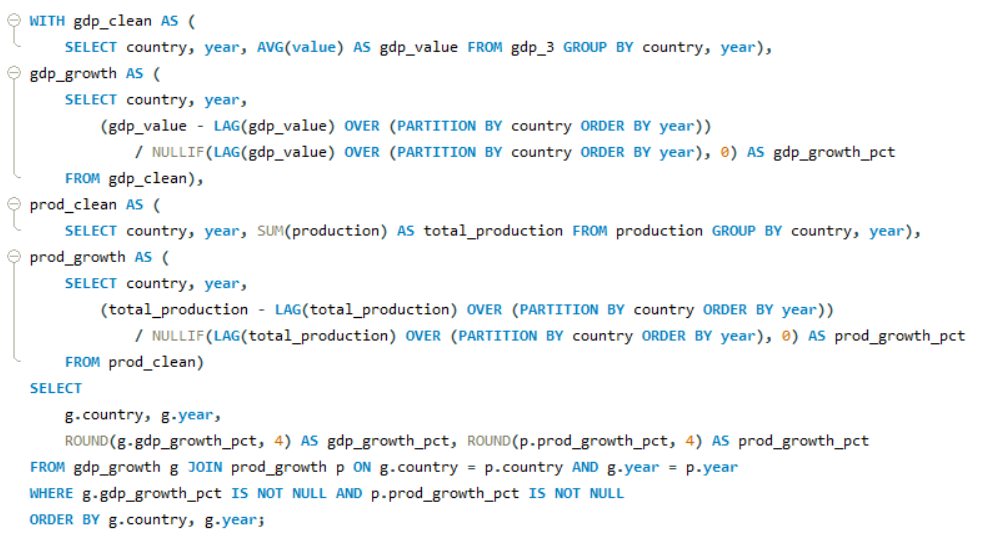 WITH gdp_clean AS (
    SELECT country, year, AVG(value) AS gdp_value FROM gdp_3 GROUP BY country, year),
gdp_growth AS (
    SELECT country, year,
        (gdp_value - LAG(gdp_value) OVER (PARTITION BY country ORDER BY year))
            / NULLIF(LAG(gdp_value) OVER (PARTITION BY country ORDER BY year), 0) AS gdp_growth_pct
    FROM gdp_clean),
prod_clean AS (
    SELECT country, year, SUM(production) AS total_production FROM production GROUP BY country, year),
prod_growth AS (
    SELECT country, year,
        (total_production - LAG(total_production) OVER (PARTITION BY country ORDER BY year))
            / NULLIF(LAG(total_production) OVER (PARTITION BY country ORDER BY year), 0) AS prod_growth_pct
    FROM prod_clean)
SELECT
    g.country, g.year,
    ROUND(g.gdp_growth_pct, 4) AS gdp_growth_pct, ROUND(p.prod_growth_pct, 4) AS prod_growth_pct
FROM gdp_growth g JOIN prod_growth p ON g.country = p.country AND g.year = p.year
WHERE g.gdp_growth_pct IS NOT NULL AND p.prod_growth_pct IS NOT NULL
ORDER BY g.country, g.year;